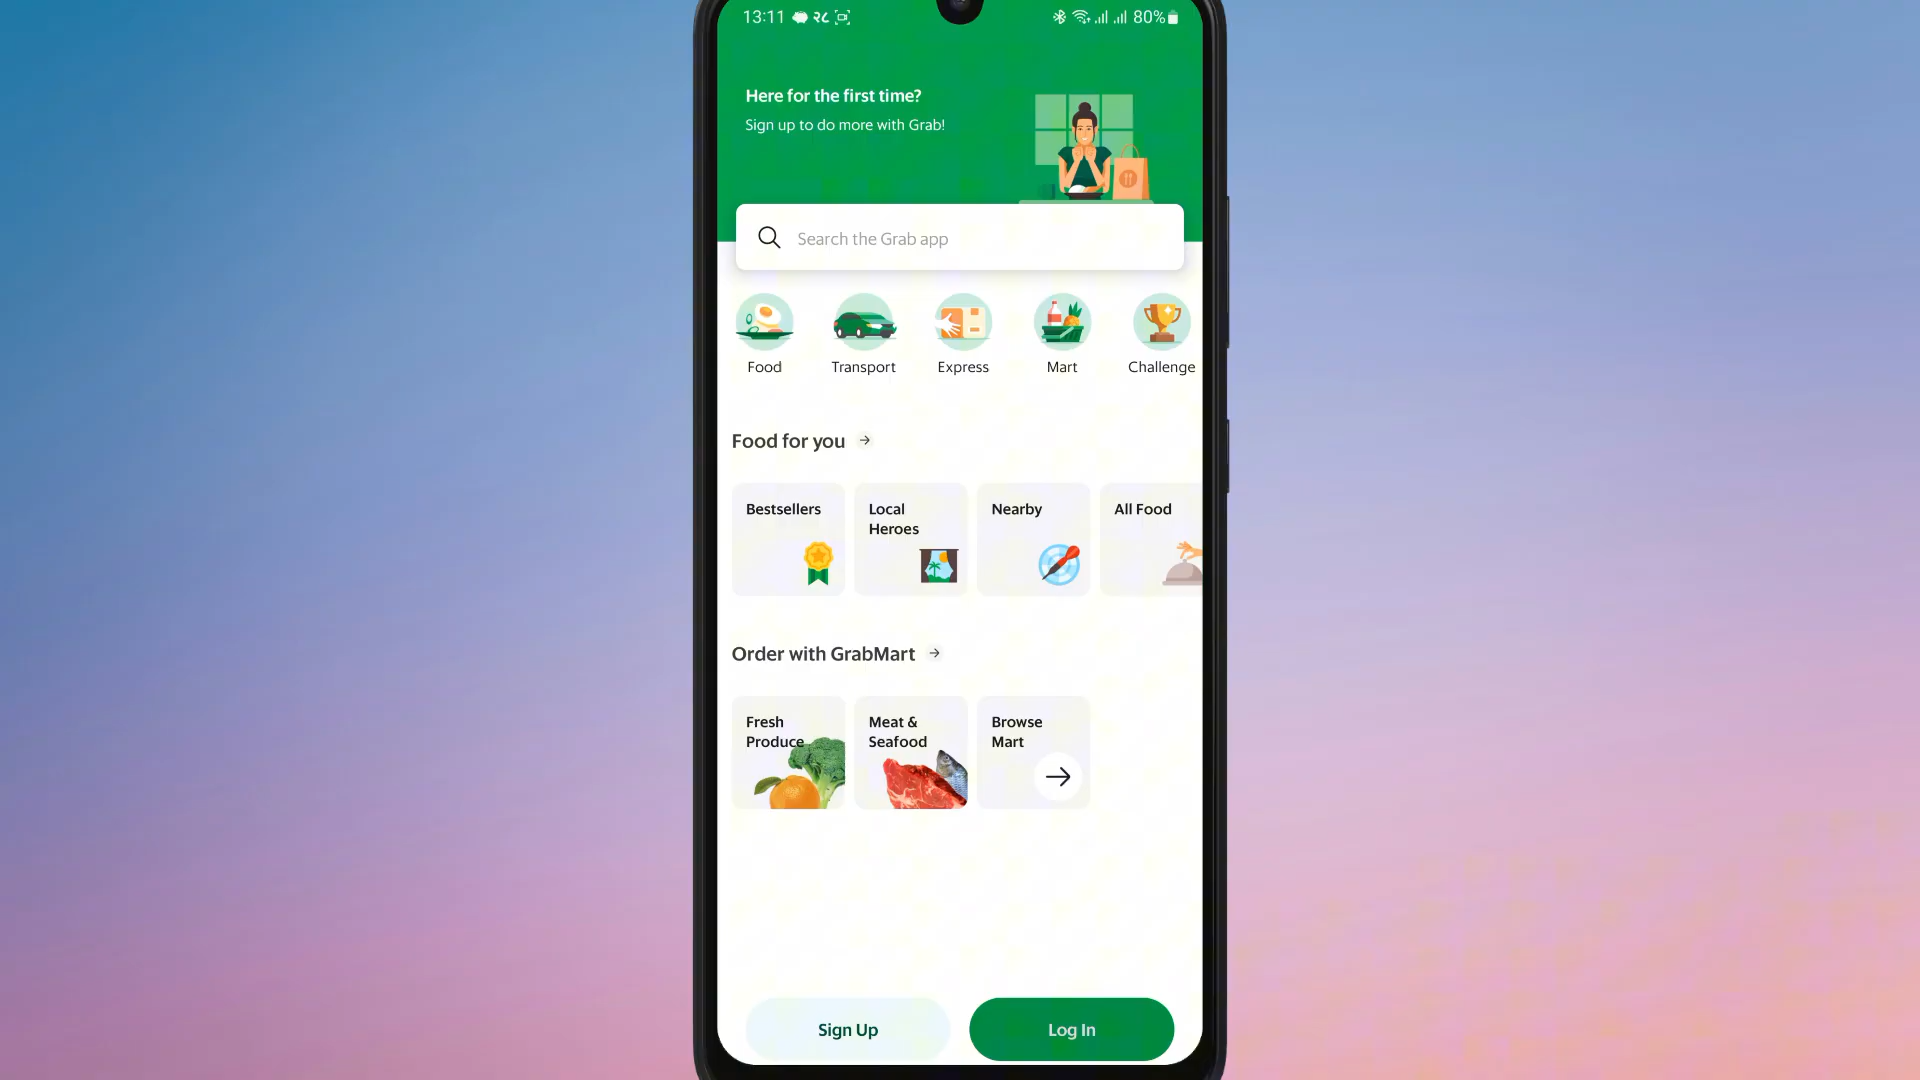 13:11 80%
Here for the first time?
Sign up to do more with Grab!
Search the Grab app
Food Transport Express Mart Challenge
Food for you →
Bestsellers Local Heroes Nearby All Food
Order with GrabMart →
Fresh Produce Meat & Seafood Browse Mart
Sign Up Log In